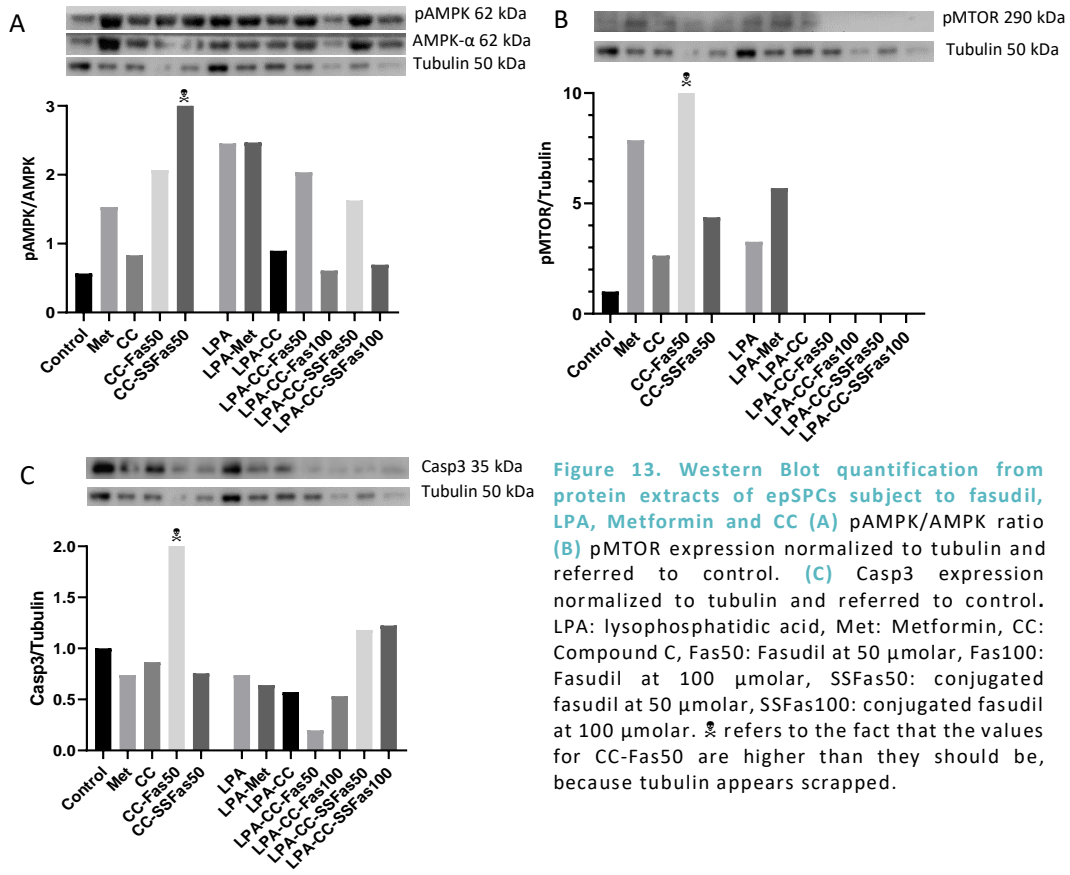 A
pAMPK 62 kDa
AMPK-α 62 kDa
Tubulin 50 kDa
pAMPK/AMPK
3
2
1
0
☠
Control
Met
CC
CC-Fas50
CC-SSFas50
LPA
LPA-Met
LPA-CC
LPA-CC-Fas50
LPA-CC-Fas100
LPA-CC-SSFas50
LPA-CC-SSFas100
B
pMTOR 290 kDa
Tubulin 50 kDa
pMTOR/Tubulin
10
5
0
☠
Control
Met
CC
CC-Fas50
CC-SSFas50
LPA
LPA-Met
LPA-CC
LPA-CC-Fas50
LPA-CC-Fas100
LPA-CC-SSFas50
LPA-CC-SSFas100
C
Casp3 35 kDa
Tubulin 50 kDa
Casp3/Tubulin
2.0
1.5
1.0
0.5
0.0
☠
Control
Met
CC
CC-Fas50
CC-SSFas50
LPA
LPA-Met
LPA-CC
LPA-CC-Fas50
LPA-CC-Fas100
LPA-CC-SSFas50
LPA-CC-SSFas100
Figure 13. Western Blot quantification from
protein extracts of epSPCs subject to fasudil,
LPA, Metformin and CC (A) pAMPK/AMPK ratio
(B) pMTOR expression normalized to tubulin and
referred to control. (C) Casp3 expression
normalized to tubulin and referred to control.
LPA: lysophosphatidic acid, Met: Metformin, CC:
Compound C, Fas50: Fasudil at 50 μmolar, Fas100:
Fasudil at 100 μmolar, SSFas50: conjugated
fasudil at 50 μmolar, SSFas100: conjugated fasudil
at 100 μmolar. ☠ refers to the fact that the values
for CC-Fas50 are higher than they should be,
because tubulin appears scrapped.